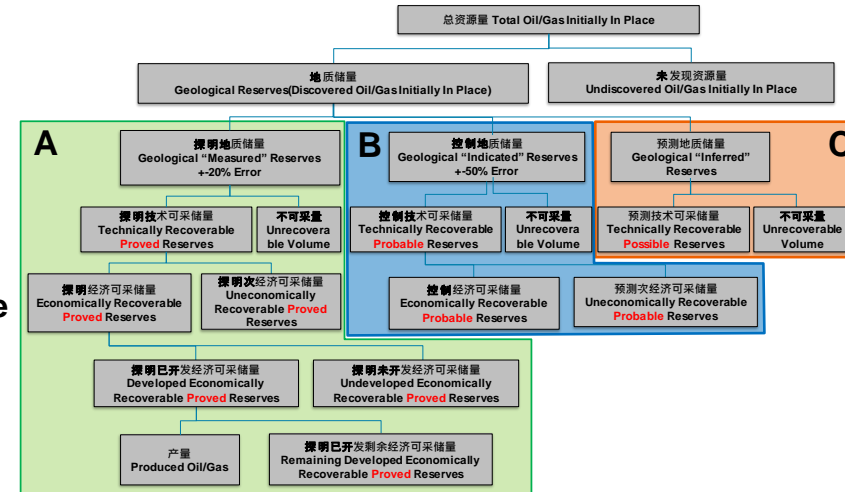 总资源量 Total Oil/Gas Initially In Place
地质储量
Geological Reserves(Discovered Oil/Gas Initially In Place)
未发现资源量
Undiscovered Oil/Gas Initially In Place
A
探明地质储量
Geological “Measured” Reserves
+-20% Error
B
控制地质储量
Geological “Indicated” Reserves
+-50% Error
预测地质储量
Geological “Inferred”
Reserves
C
探明技术可采储量
Technically Recoverable
Proved Reserves
不可采量
Unrecovera
ble Volume
控制技术可采储量
Technically Recoverable
Probable Reserves
不可采量
Unrecovera
ble Volume
预测技术可采储量
Technically Recoverable
Possible Reserves
不可采量
Unrecoverable
Volume
e
探明经济可采储量
Economically Recoverable
Proved Reserves
探明次经济可采储量
Uneconomically
Recoverable Proved
Reserves
控制经济可采储量
Economically Recoverable
Probable Reserves
预测次经济可采储量
Uneconomically Recoverable
Probable Reserves
探明已开发经济可采储量
Developed Economically
Recoverable Proved Reserves
探明未开发经济可采储量
Undeveloped Economically
Recoverable Proved Reserves
产量
Produced Oil/Gas
探明已开发剩余经济可采储量
Remaining Developed Economically
Recoverable Proved Reserves